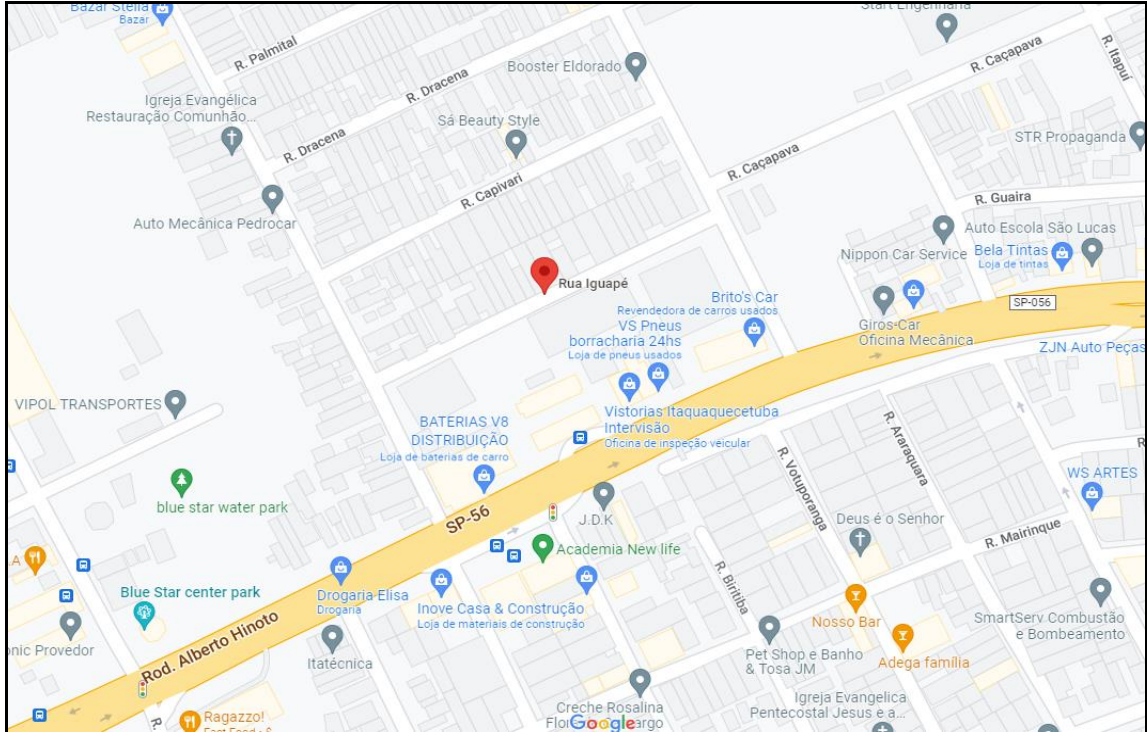 Bazar Stella
Bazar
Start Engenharia
R. Palmital
R. Dracena
Booster Eldorado
R. Caçapava
R. Itapuí
Igreja Evangélica
Restauração Comunhão...
Sá Beauty Style
STR Propaganda
R. Dracena
R. Capivari
R. Caçapava
R. Guaira
Auto Mecânica Pedrocar
Auto Escola São Lucas
Nippon Car Service
Bela Tintas
Loja de tintas
Rua Iguapé
Brito's Car
Revendedora de carros usados
SP-056
VS Pneus
borracharia 24hs
Loja de pneus usados
Giros-Car
Oficina Mecânica
ZJN Auto Peças
VIPOL TRANSPORTES
BATERIAS V8
DISTRIBUIÇÃO
Loja de baterias de carro
Vistorias Itaquaquecetuba
Intervisão
Oficina de inspeção veicular
R. Araraquara
R. Votuporanga
R
WS ARTES
blue star water park
SP-56
J.D.K
Deus é o Senhor
R. Mairinque
Academia New life
A
Blue Star center park
Drogaria Elisa
Drogaria
Inove Casa & Construção
Loja de materiais de construção
R. Biritiba
Nosso Bar
SmartServ Combustão
e Bombeamento
onic Provedor
Rod. Alberto Hinoto
Itatécnica
Pet Shop e Banho
& Tosa JM
Adega família
Igreja Evangelica
Pentecostal Jesus e a...
Creche Rosalina
Google
R.
Ragazzo!